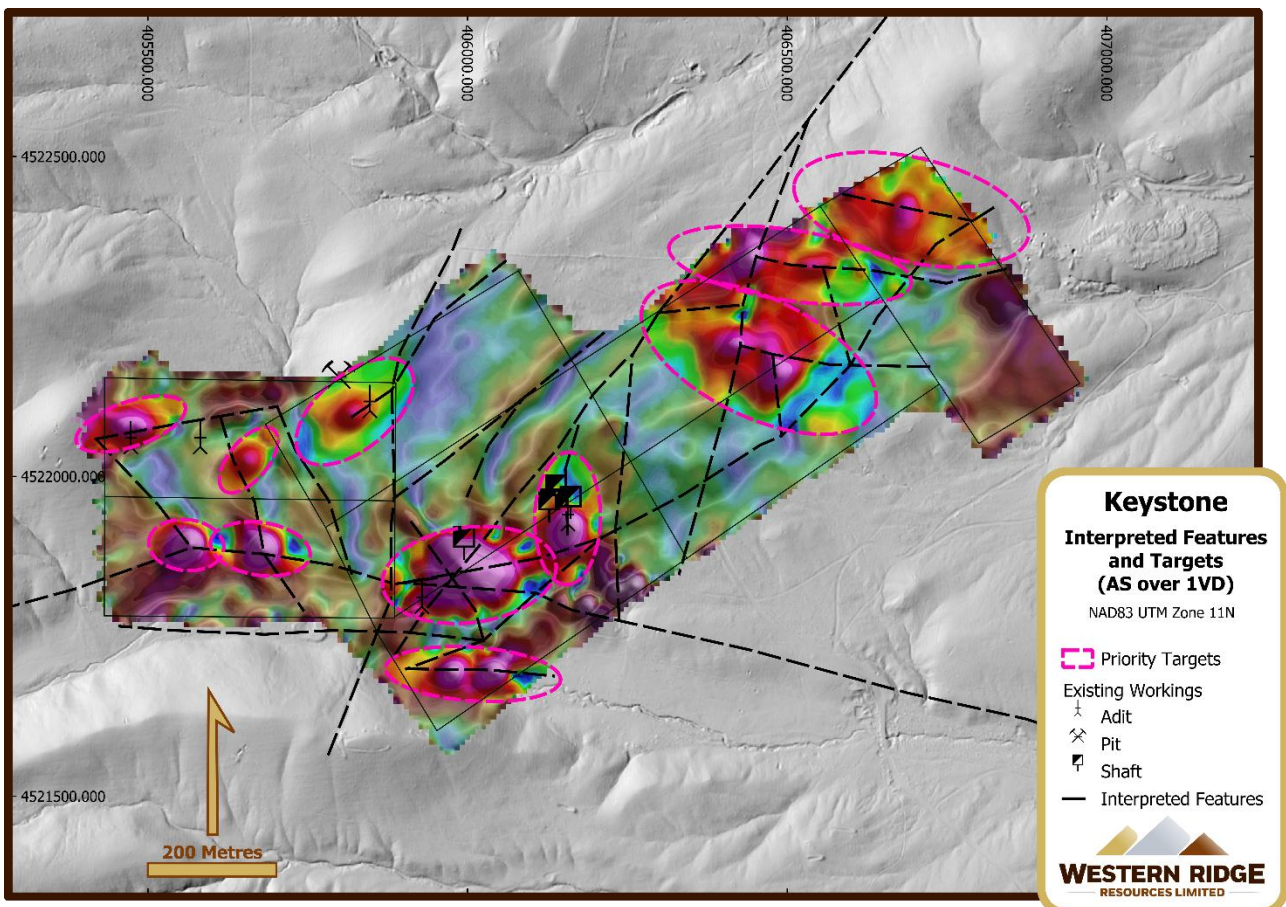 405500.000
406000.000
406500.000
407000.000
4522500.000
4522000.000
4521500.000
200 Metres
Keystone
Interpreted Features
and Targets
(AS over 1VD)
NAD83 UTM Zone 11N
Priority Targets
Existing Workings
Adit
Pit
Shaft
Interpreted Features
WESTERN RIDGE
RESOURCES LIMITED